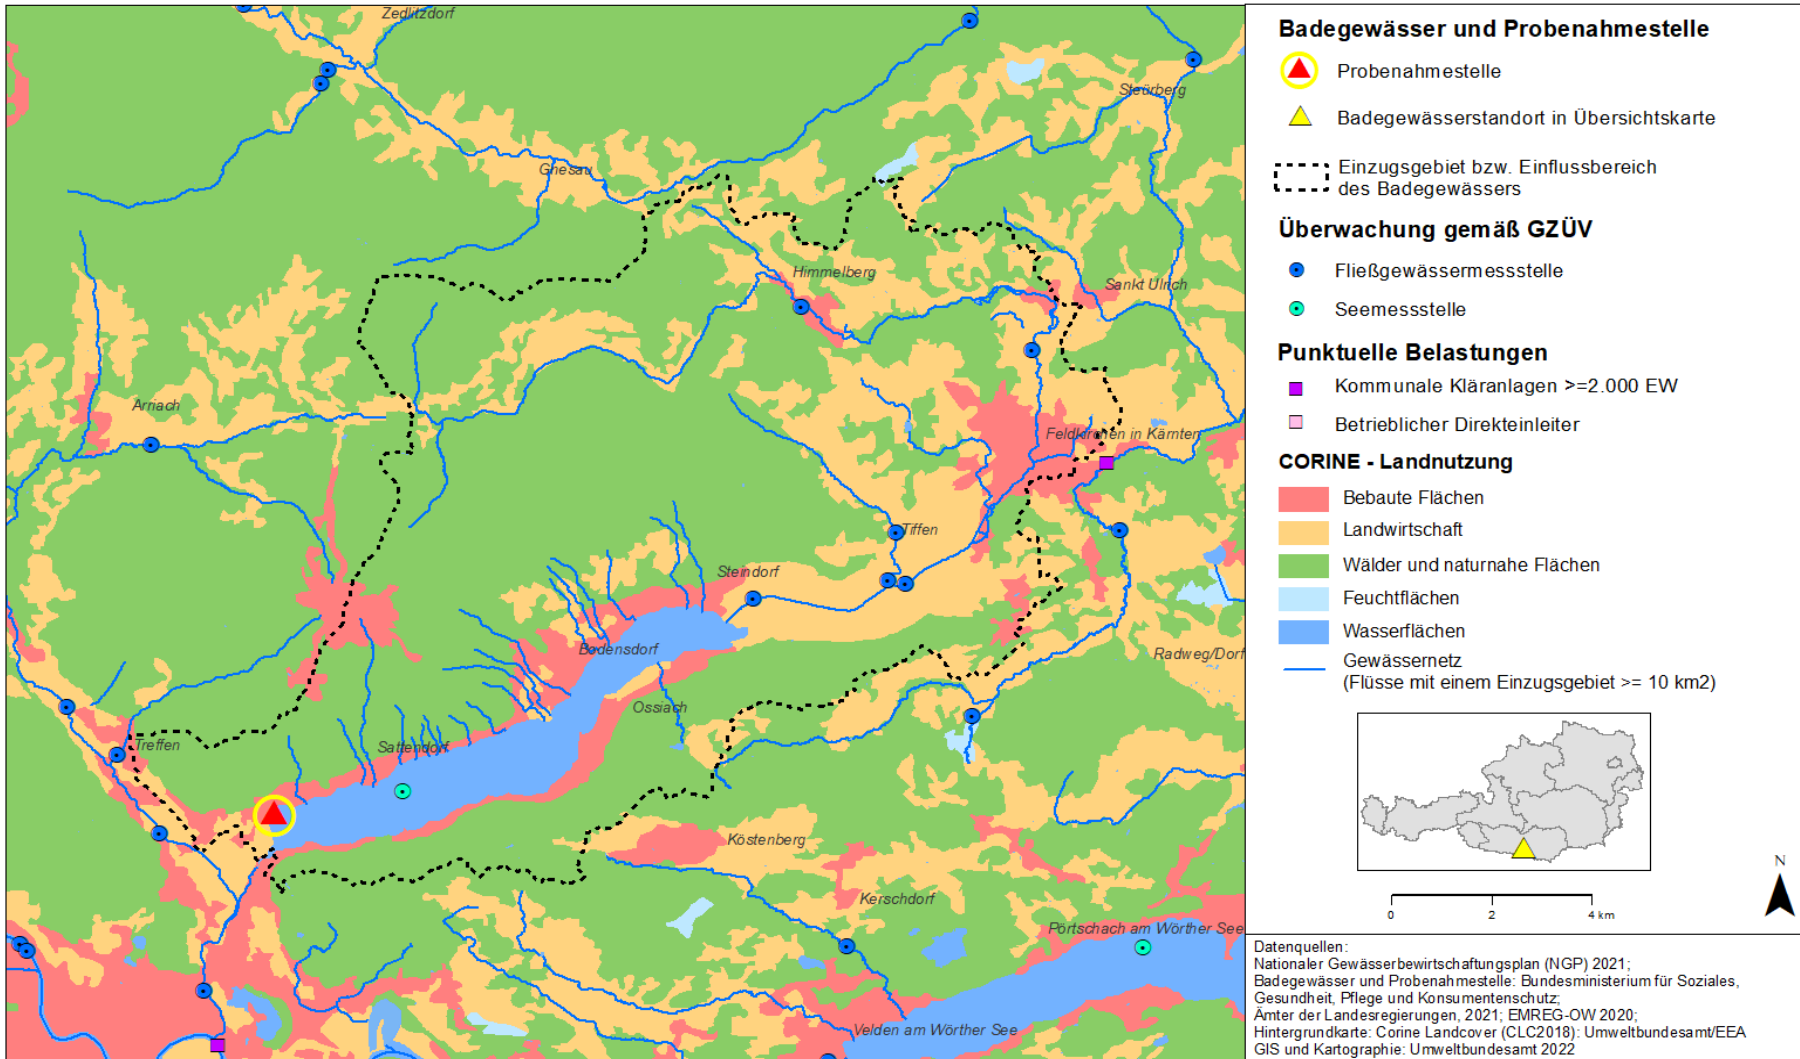 Zedlitzdorf
Steürberg
Gnesau
Himmelberg
Sankt Ulrich
Arriach
Feldkirchen in Kärnten
Tiffen
Steindorf
Bodensdorf
Radweg/Dorf
Ossiach
Treffen
Sattendorf
Köstenberg
Kerschdorf
Pörtschach am Wörther See
Velden am Wörther See
Badegewässer und Probenahmestelle
Probenahmestelle
Badegewässerstandort in Übersichtskarte
Einzugsgebiet bzw. Einflussbereich
des Badegewässers
Überwachung gemäß GZÜV
Fließgewässermessstelle
Seemessstelle
Punktuelle Belastungen
Kommunale Kläranlagen >=2.000 EW
Betrieblicher Direkteinleiter
CORINE - Landnutzung
Bebaute Flächen
Landwirtschaft
Wälder und naturnahe Flächen
Feuchtflächen
Wasserflächen
Gewässernetz
(Flüsse mit einem Einzugsgebiet >= 10 km2)
N
0 2 4 km
Datenquellen:
Nationaler Gewässerbewirtschaftungsplan (NGP) 2021;
Badegewässer und Probenahmestelle: Bundesministerium für Soziales,
Gesundheit, Pflege und Konsumentenschutz;
Ämter der Landesregierungen, 2021; EMREG-OW 2020;
Hintergrundkarte: Corine Landcover (CLC2018): Umweltbundesamt/EEA
GIS und Kartographie: Umweltbundesamt 2022